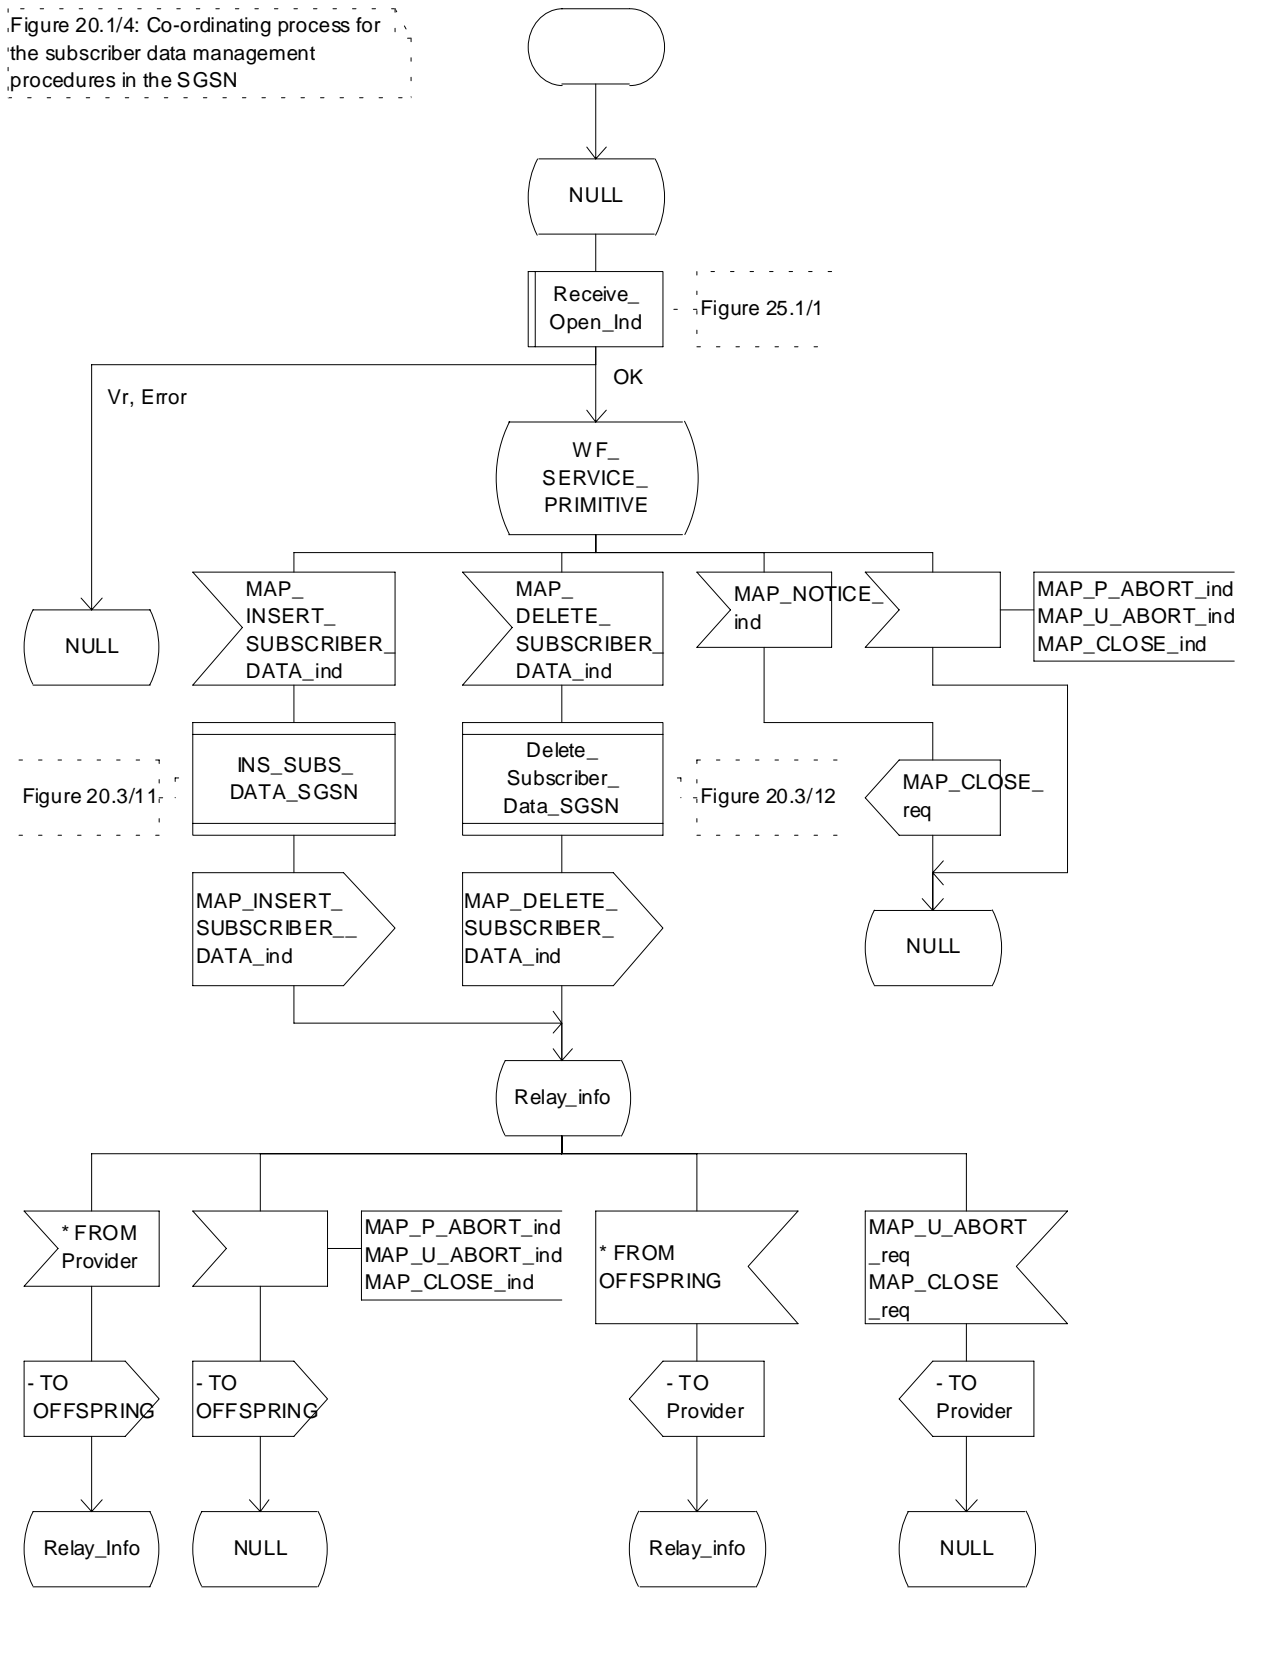 Figure 20.1/4: Co-ordinating process for
the subscriber data management
procedures in the SGSN
NULL
Receive_
Open_Ind
Figure 25.1/1
OK
Vr, Error
WF_
SERVICE_
PRIMITIVE
NULL
MAP_
INSERT_
SUBSCRIBER_
DATA_ind
MAP_
DELETE_
SUBSCRIBER_
DATA_ind
MAP_NOTICE_
ind
MAP_P_ABORT_ind
MAP_U_ABORT_ind
MAP_CLOSE_ind
Figure 20.3/11
INS_SUBS_
DATA_SGSN
Delete_
Subscriber_
Data_SGSN
Figure 20.3/12
MAP_CLOSE_
req
MAP_INSERT_
SUBSCRIBER__
DATA_ind
MAP_DELETE_
SUBSCRIBER_
DATA_ind
NULL
Relay_info
* FROM
Provider
MAP_P_ABORT_ind
MAP_U_ABORT_ind
MAP_CLOSE_ind
* FROM
OFFSPRING
MAP_U_ABORT
_req
MAP_CLOSE
_req
- TO
OFFSPRING
- TO
OFFSPRING
- TO
Provider
- TO
Provider
Relay_Info
NULL
Relay_info
NULL